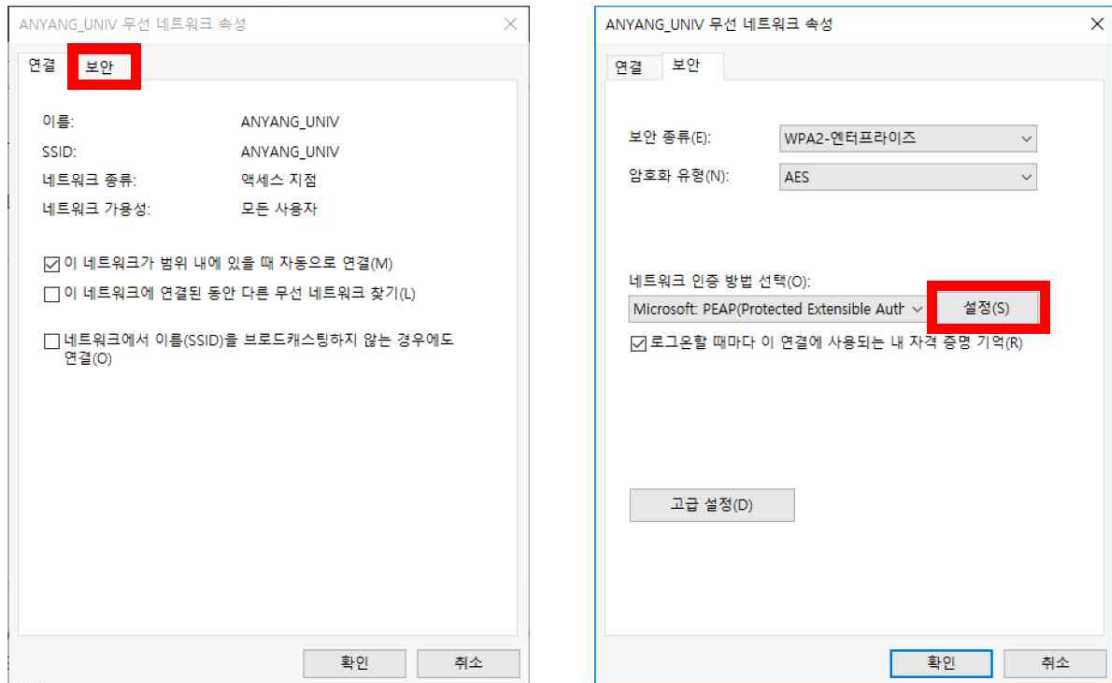 ANYANG_UNIV 무선 네트워크 속성
연결 보안
이름: ANYANG_UNIV
SSID: ANYANG_UNIV
네트워크 종류: 액세스 지점
네트워크 가용성: 모든 사용자
이 네트워크가 범위 내에 있을 때 자동으로 연결(M)
이 네트워크에 연결된 동안 다른 무선 네트워크 찾기(L)
네트워크에서 이름(SSID)을 브로드캐스팅하지 않는 경우에도
연결(O)
확인 취소
ANYANG_UNIV 무선 네트워크 속성
연결 보안
보안 종류(E): WPA2-엔터프라이즈
암호화 유형(N): AES
네트워크 인증 방법 선택(O):
Microsoft: PEAP(Protected Extensible Auth 설정(S)
로그온할 때마다 이 연결에 사용되는 내 자격 증명 기억(R)
고급 설정(D)
확인 취소